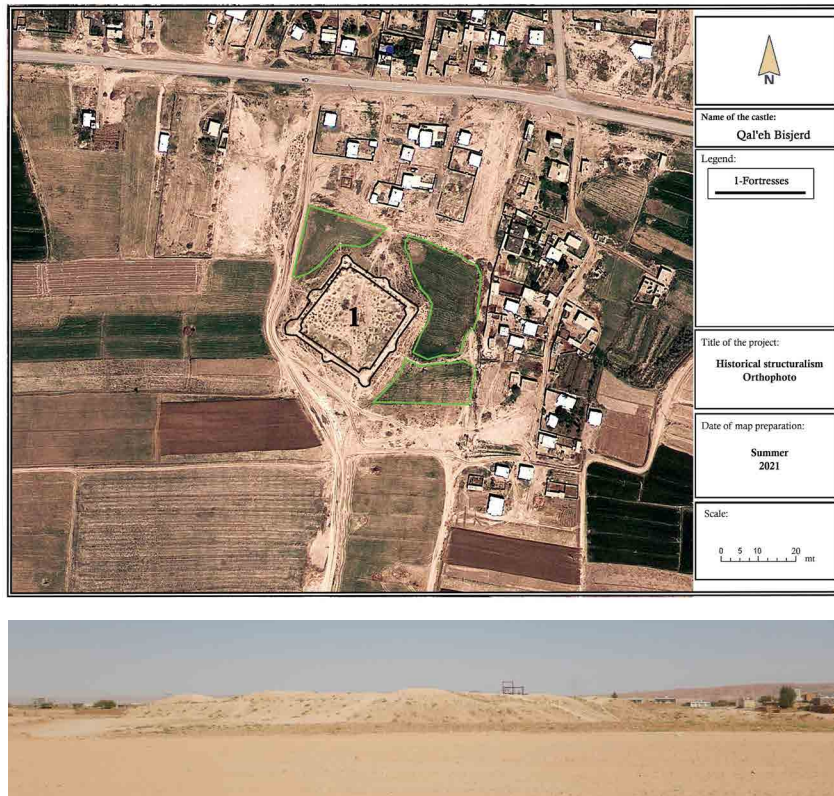 N
Name of the castle:
Qal'eh Bisjerd
Legend:
1-Fortresses
1
Title of the project:
Historical structuralism
Orthophoto
Date of map preparation:
Summer
2021
Scale:
0 5 10 20 mt